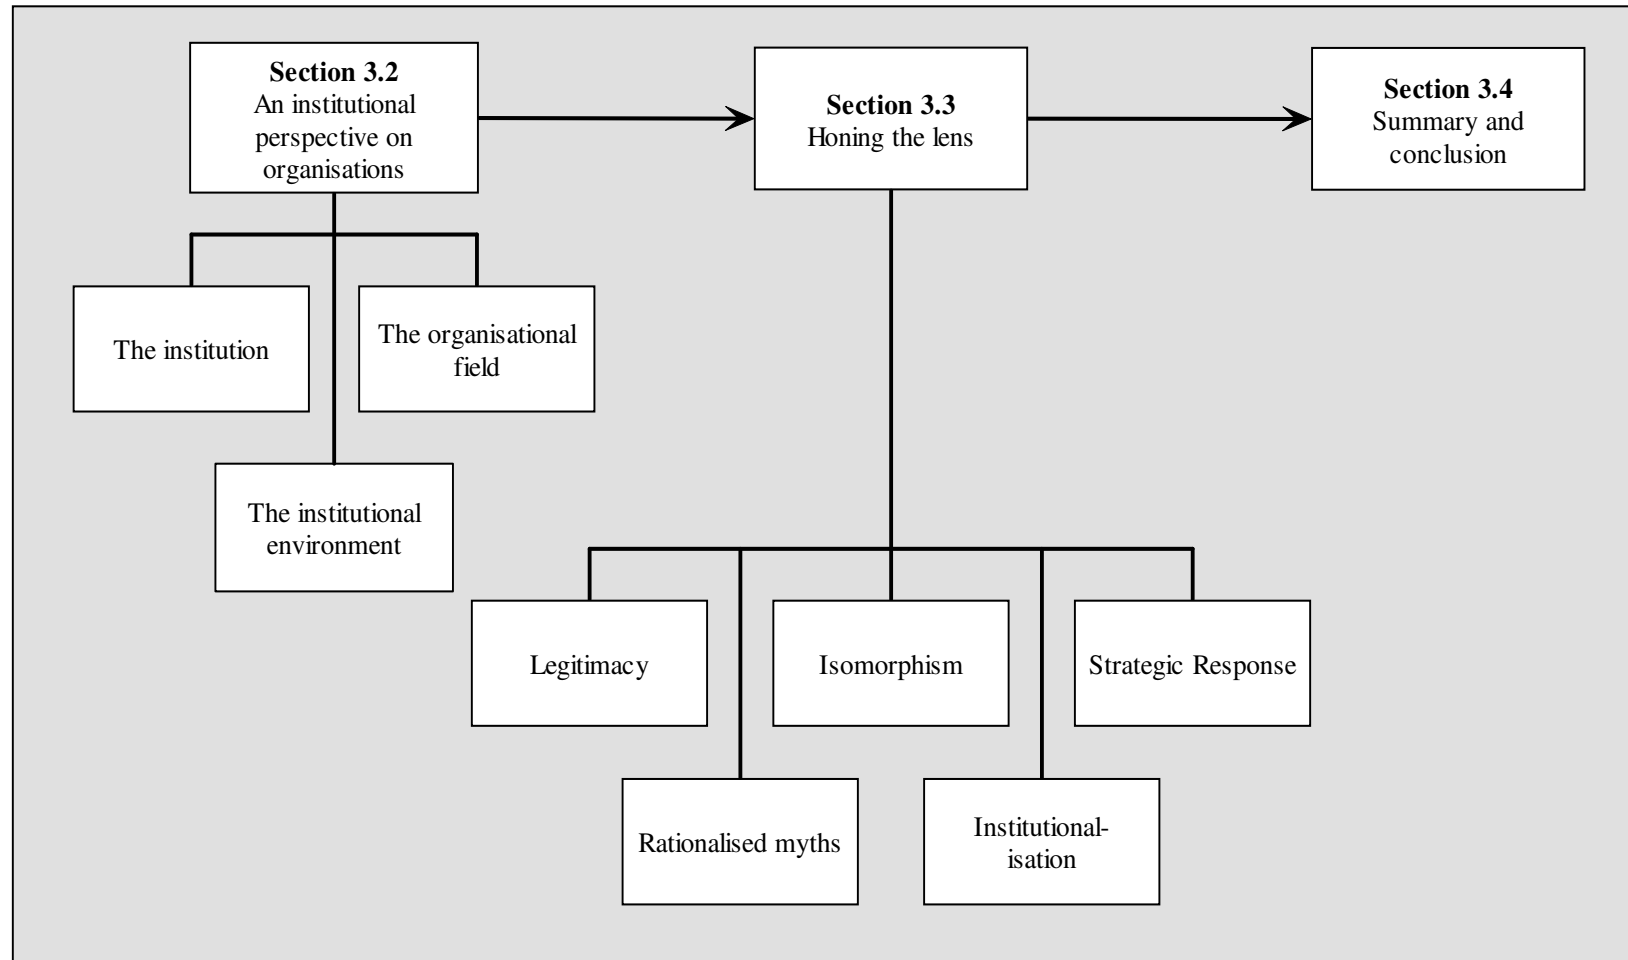 Section 3.2
An institutional
perspective on
organisations
Section 3.3
Honing the lens
Section 3.4
Summary and
conclusion
The institution
The organisational
field
The institutional
environment
Legitimacy
Isomorphism
Strategic Response
Rationalised myths
Institutional-
isation